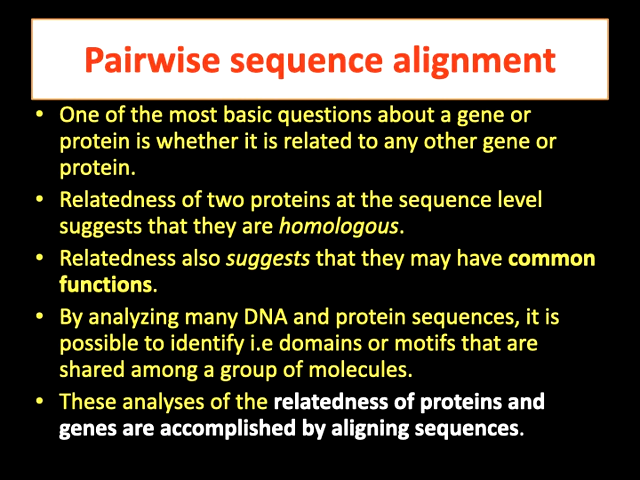 Pairwise sequence alignment
• One of the most basic questions about a gene or
protein is whether it is related to any other gene or
protein.
• Relatedness of two proteins at the sequence level
suggests that they are homologous.
• Relatedness also suggests that they may have common
functions.
• By analyzing many DNA and protein sequences, it is
possible to identify i.e domains or motifs that are
shared among a group of molecules.
• These analyses of the relatedness of proteins and
genes are accomplished by aligning sequences.